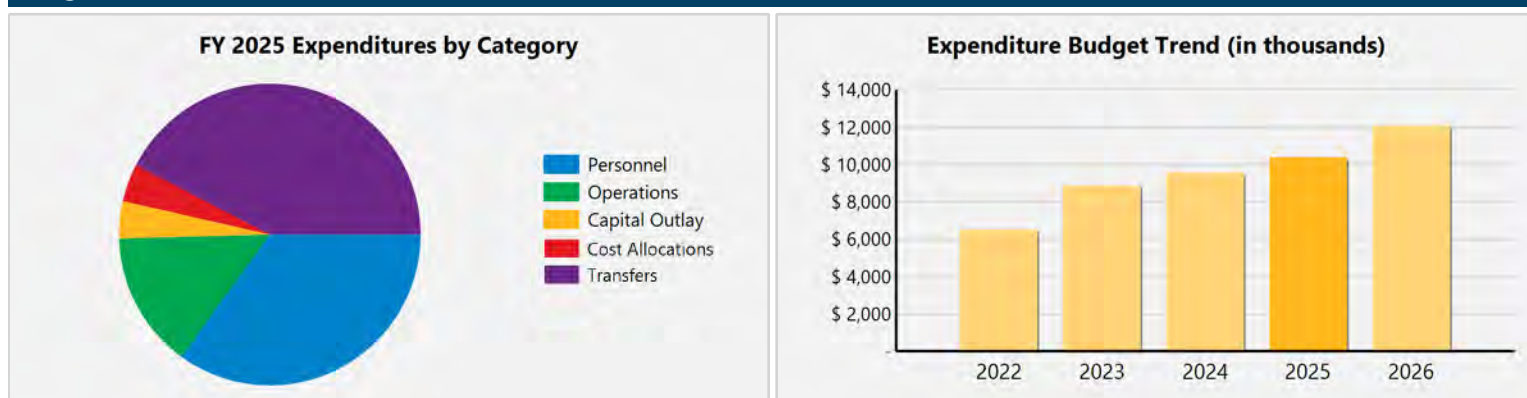 FY 2025 Expenditures by Category
Personnel
Operations
Capital Outlay
Cost Allocations
Transfers
Expenditure Budget Trend (in thousands)
$ 14,000
$ 12,000
$ 10,000
$ 8,000
$ 6,000
$ 4,000
$ 2,000
-
2022 2023 2024 2025 2026